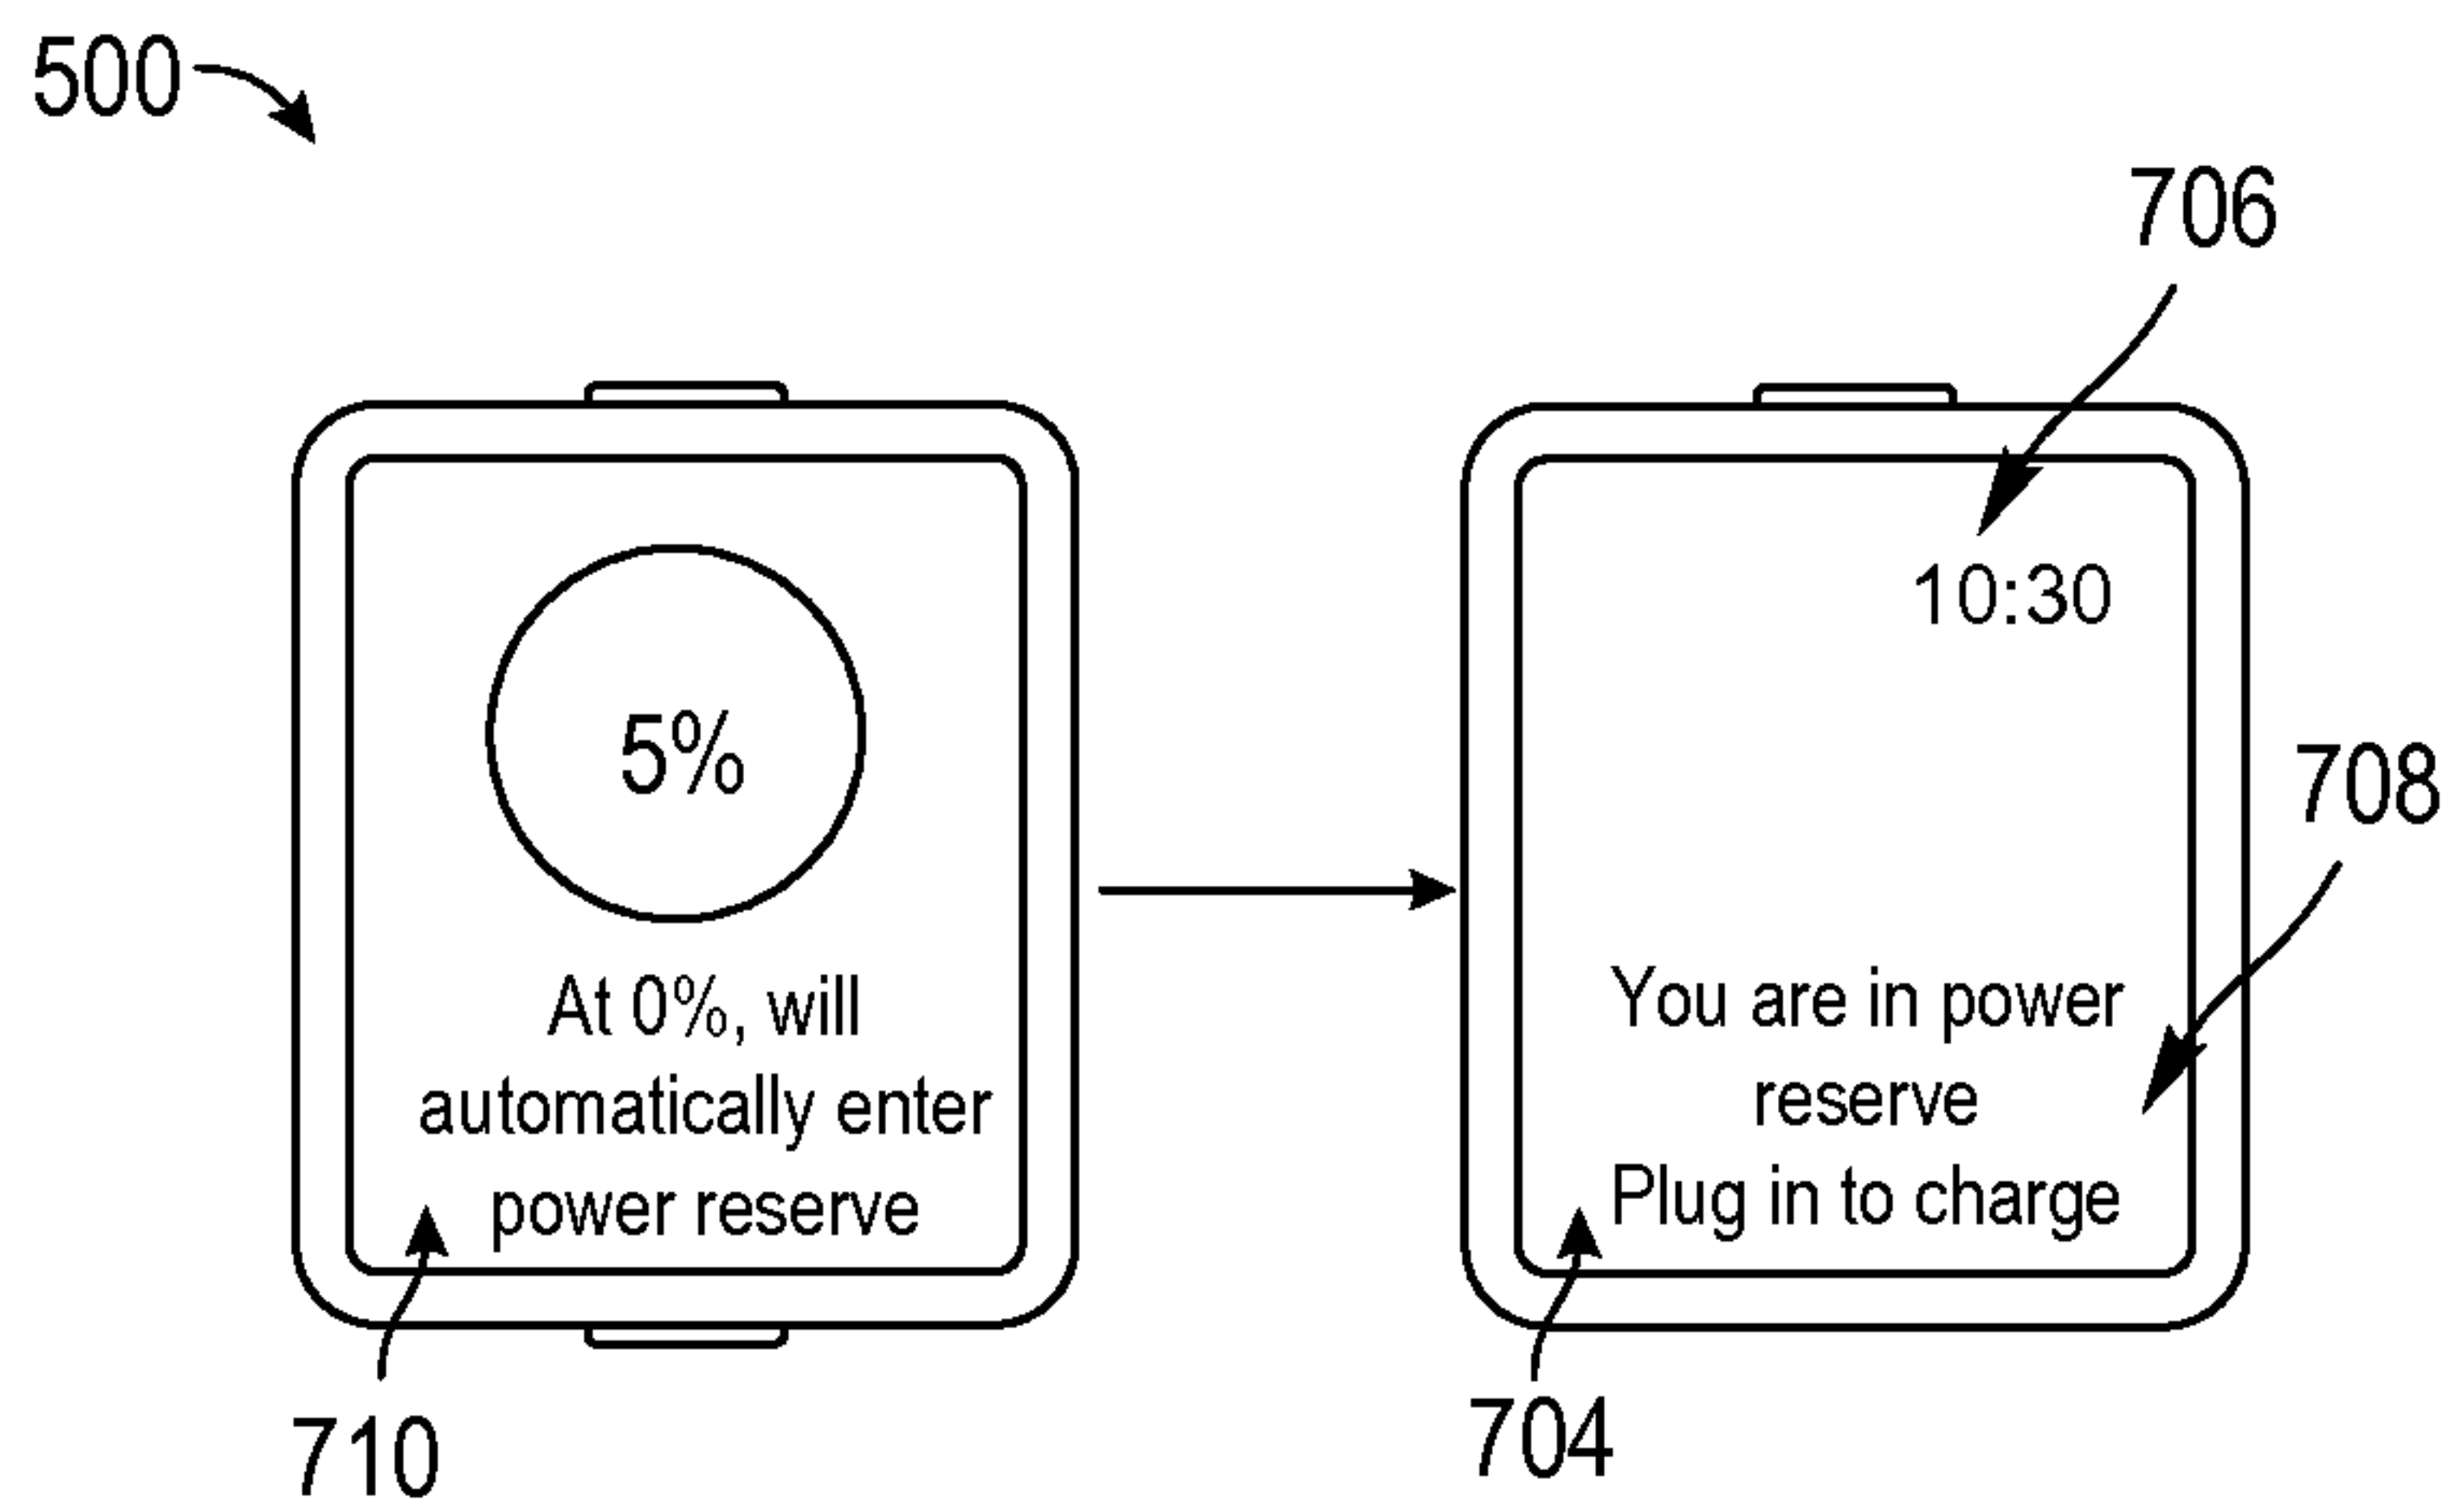 500
706
10:30
5%
708
At 0%, will
automatically enter
power reserve
You are in power
reserve
Plug in to charge
710
704